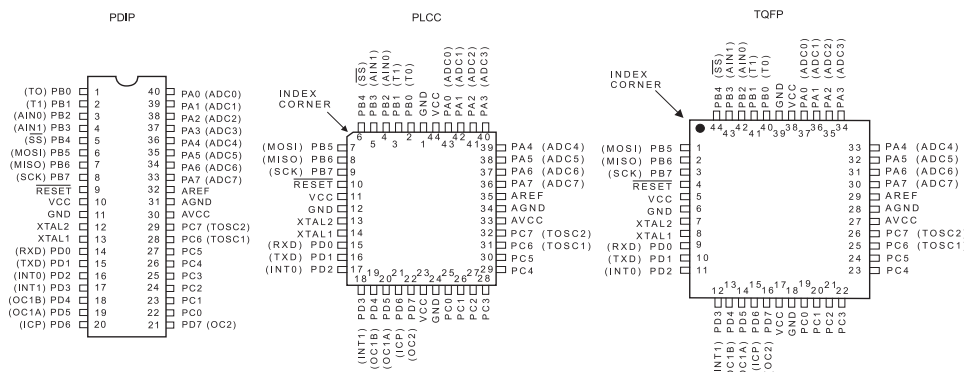 PDIP
(TO) PB0 1 40 PA0 (ADC0)
(T1) PB1 2 39 PA1 (ADC1)
(AIN0) PB2 3 38 PA2 (ADC2)
(AIN1) PB3 4 37 PA3 (ADC3)
(SS) PB4 5 36 PA4 (ADC4)
(MOSI) PB5 6 35 PA5 (ADC5)
(MISO) PB6 7 34 PA6 (ADC6)
(SCK) PB7 8 33 PA7 (ADC7)
RESET 9 32 AREF
VCC 10 31 AGND
GND 11 30 AVCC
XTAL2 12 29 PC7 (TOSC2)
XTAL1 13 28 PC6 (TOSC1)
(RXD) PD0 14 27 PC5
(TXD) PD1 15 26 PC4
(INT0) PD2 16 25 PC3
(INT1) PD3 17 24 PC2
(OC1B) PD4 18 23 PC1
(OC1A) PD5 19 22 PC0
(ICP) PD6 20 21 PD7 (OC2)
PLCC
INDEX
CORNER
PB4 (SS)
PB3 (AIN1)
PB2 (AIN0)
PB1 (T1)
PB0 (T0)
GND
VCC
PA0 (ADC0)
PA1 (ADC1)
PA2 (ADC2)
PA3 (ADC3)
6 5 4 3 2 1 44 43 42 41 40
(MOSI) PB5 7 39 PA4 (ADC4)
(MISO) PB6 8 38 PA5 (ADC5)
(SCK) PB7 9 37 PA6 (ADC6)
RESET 10 36 PA7 (ADC7)
VCC 11 35 AREF
GND 12 34 AGND
XTAL2 13 33 AVCC
XTAL1 14 32 PC7 (TOSC2)
(RXD) PD0 15 31 PC6 (TOSC1)
(TXD) PD1 16 30 PC5
(INT0) PD2 17 29 PC4
18 19 20 21 22 23 24 25 26 27 28
(INT1) PD3
(OC1B) PD4
(OC1A) PD5
(ICP) PD6
(OC2) PD7
VCC
GND
PC0
PC1
PC2
PC3
TQFP
INDEX
CORNER
PB4 (SS)
PB3 (AIN1)
PB2 (AIN0)
PB1 (T1)
PB0 (T0)
GND
VCC
PA0 (ADC0)
PA1 (ADC1)
PA2 (ADC2)
PA3 (ADC3)
44 43 42 41 40 39 38 37 36 35 34
(MOSI) PB5 1 33 PA4 (ADC4)
(MISO) PB6 2 32 PA5 (ADC5)
(SCK) PB7 3 31 PA6 (ADC6)
RESET 4 30 PA7 (ADC7)
VCC 5 29 AREF
GND 6 28 AGND
XTAL2 7 27 AVCC
XTAL1 8 26 PC7 (TOSC2
(RXD) PD0 9 25 PC6 (TOSC1
(TXD) PD1 10 24 PC5
(INT0) PD2 11 23 PC4
12 13 14 15 16 17 18 19 20 21 22
INT1) PD3
OC1B) PD4
OC1A) PD5
(ICP) PD6
OC2) PD7
VCC
GND
PC0
PC1
PC2
PC3